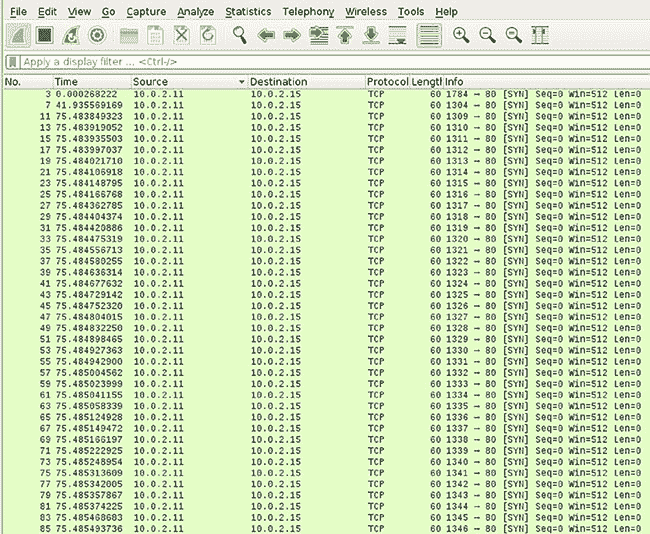 File Edit View Go Capture Analyze Statistics Telephony Wireless Tools Help
Apply a display filter ... <Ctrl-/>
No. Time Source Destination Protocol Length Info
3 0.000268222 10.0.2.11 10.0.2.15 TCP 60 1784 → 80 [SYN] Seq=0 Win=512 Len=0
7 41.935569169 10.0.2.11 10.0.2.15 TCP 60 1304 → 80 [SYN] Seq=0 Win=512 Len=0
11 75.483849323 10.0.2.11 10.0.2.15 TCP 60 1309 → 80 [SYN] Seq=0 Win=512 Len=0
13 75.483919052 10.0.2.11 10.0.2.15 TCP 60 1310 → 80 [SYN] Seq=0 Win=512 Len=0
15 75.483935503 10.0.2.11 10.0.2.15 TCP 60 1311 → 80 [SYN] Seq=0 Win=512 Len=0
17 75.483997037 10.0.2.11 10.0.2.15 TCP 60 1312 → 80 [SYN] Seq=0 Win=512 Len=0
19 75.484021710 10.0.2.11 10.0.2.15 TCP 60 1313 → 80 [SYN] Seq=0 Win=512 Len=0
21 75.484106918 10.0.2.11 10.0.2.15 TCP 60 1314 → 80 [SYN] Seq=0 Win=512 Len=0
23 75.484148795 10.0.2.11 10.0.2.15 TCP 60 1315 → 80 [SYN] Seq=0 Win=512 Len=0
25 75.484166768 10.0.2.11 10.0.2.15 TCP 60 1316 → 80 [SYN] Seq=0 Win=512 Len=0
27 75.484362785 10.0.2.11 10.0.2.15 TCP 60 1317 → 80 [SYN] Seq=0 Win=512 Len=0
29 75.484404374 10.0.2.11 10.0.2.15 TCP 60 1318 → 80 [SYN] Seq=0 Win=512 Len=0
31 75.484420886 10.0.2.11 10.0.2.15 TCP 60 1319 → 80 [SYN] Seq=0 Win=512 Len=0
33 75.484475319 10.0.2.11 10.0.2.15 TCP 60 1320 → 80 [SYN] Seq=0 Win=512 Len=0
35 75.484556713 10.0.2.11 10.0.2.15 TCP 60 1321 → 80 [SYN] Seq=0 Win=512 Len=0
37 75.484580255 10.0.2.11 10.0.2.15 TCP 60 1322 → 80 [SYN] Seq=0 Win=512 Len=0
39 75.484636314 10.0.2.11 10.0.2.15 TCP 60 1323 → 80 [SYN] Seq=0 Win=512 Len=0
41 75.484677632 10.0.2.11 10.0.2.15 TCP 60 1324 → 80 [SYN] Seq=0 Win=512 Len=0
43 75.484729142 10.0.2.11 10.0.2.15 TCP 60 1325 → 80 [SYN] Seq=0 Win=512 Len=0
45 75.484752320 10.0.2.11 10.0.2.15 TCP 60 1326 → 80 [SYN] Seq=0 Win=512 Len=0
47 75.484804015 10.0.2.11 10.0.2.15 TCP 60 1327 → 80 [SYN] Seq=0 Win=512 Len=0
49 75.484832250 10.0.2.11 10.0.2.15 TCP 60 1328 → 80 [SYN] Seq=0 Win=512 Len=0
51 75.484898465 10.0.2.11 10.0.2.15 TCP 60 1329 → 80 [SYN] Seq=0 Win=512 Len=0
53 75.484927363 10.0.2.11 10.0.2.15 TCP 60 1330 → 80 [SYN] Seq=0 Win=512 Len=0
55 75.484942900 10.0.2.11 10.0.2.15 TCP 60 1331 → 80 [SYN] Seq=0 Win=512 Len=0
57 75.485004562 10.0.2.11 10.0.2.15 TCP 60 1332 → 80 [SYN] Seq=0 Win=512 Len=0
59 75.485023999 10.0.2.11 10.0.2.15 TCP 60 1333 → 80 [SYN] Seq=0 Win=512 Len=0
61 75.485041155 10.0.2.11 10.0.2.15 TCP 60 1334 → 80 [SYN] Seq=0 Win=512 Len=0
63 75.485058339 10.0.2.11 10.0.2.15 TCP 60 1335 → 80 [SYN] Seq=0 Win=512 Len=0
65 75.485124928 10.0.2.11 10.0.2.15 TCP 60 1336 → 80 [SYN] Seq=0 Win=512 Len=0
67 75.485149472 10.0.2.11 10.0.2.15 TCP 60 1337 → 80 [SYN] Seq=0 Win=512 Len=0
69 75.485166197 10.0.2.11 10.0.2.15 TCP 60 1338 → 80 [SYN] Seq=0 Win=512 Len=0
71 75.485222925 10.0.2.11 10.0.2.15 TCP 60 1339 → 80 [SYN] Seq=0 Win=512 Len=0
73 75.485248954 10.0.2.11 10.0.2.15 TCP 60 1340 → 80 [SYN] Seq=0 Win=512 Len=0
75 75.485313609 10.0.2.11 10.0.2.15 TCP 60 1341 → 80 [SYN] Seq=0 Win=512 Len=0
77 75.485342005 10.0.2.11 10.0.2.15 TCP 60 1342 → 80 [SYN] Seq=0 Win=512 Len=0
79 75.485357867 10.0.2.11 10.0.2.15 TCP 60 1343 → 80 [SYN] Seq=0 Win=512 Len=0
81 75.485374225 10.0.2.11 10.0.2.15 TCP 60 1344 → 80 [SYN] Seq=0 Win=512 Len=0
83 75.485468683 10.0.2.11 10.0.2.15 TCP 60 1345 → 80 [SYN] Seq=0 Win=512 Len=0
85 75.485493736 10.0.2.11 10.0.2.15 TCP 60 1346 → 80 [SYN] Seq=0 Win=512 Len=0